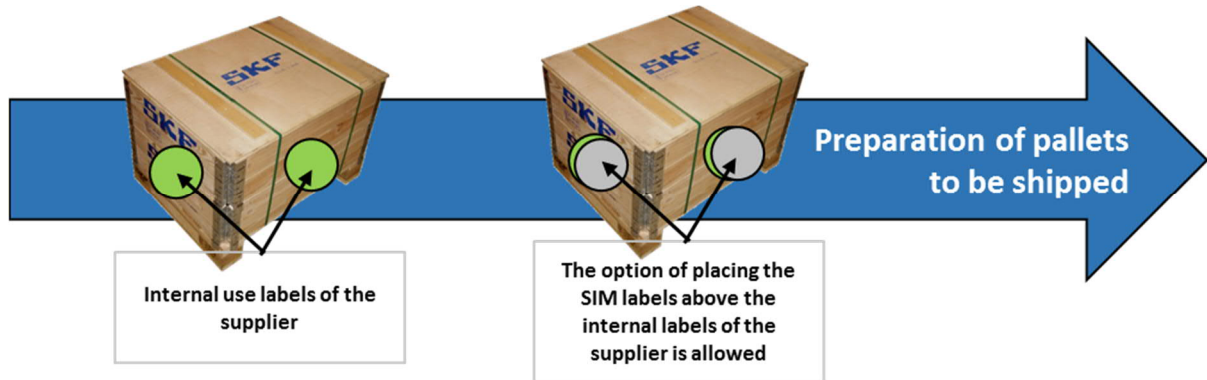 SKF
SKF
SKF
SKF
SKF
Preparation of pallets
to be shipped
Internal use labels of the
supplier
The option of placing the
SIM labels above the
internal labels of the
supplier is allowed